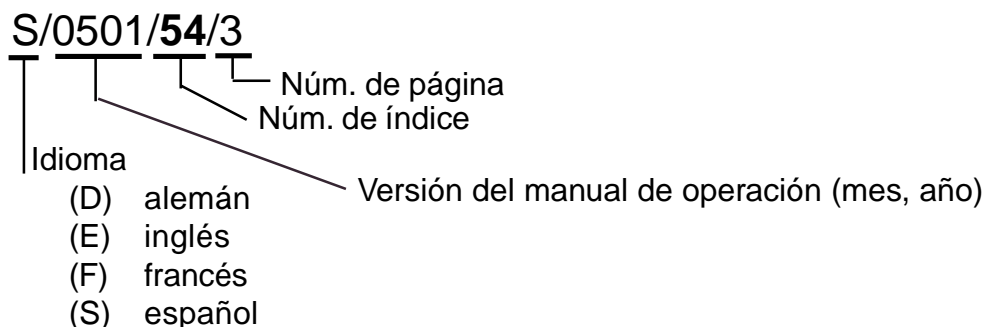 S/0501/54/3
Núm. de página
Núm. de índice
Idioma
Versión del manual de operación (mes, año)
(D) alemán
(E) inglés
(F) francés
(S) español